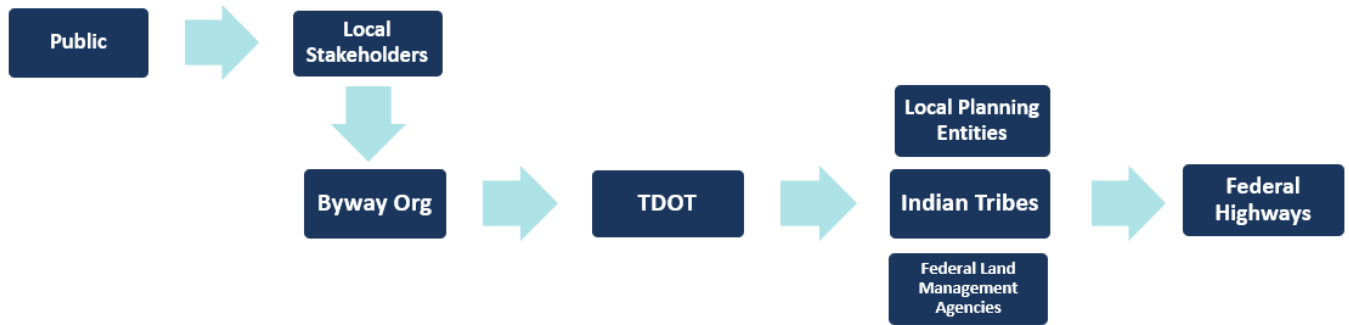 Public
Local
Stakeholders
Byway Org
TDOT
Local Planning
Entities
Indian Tribes
Federal Land
Management
Agencies
Federal
Highways